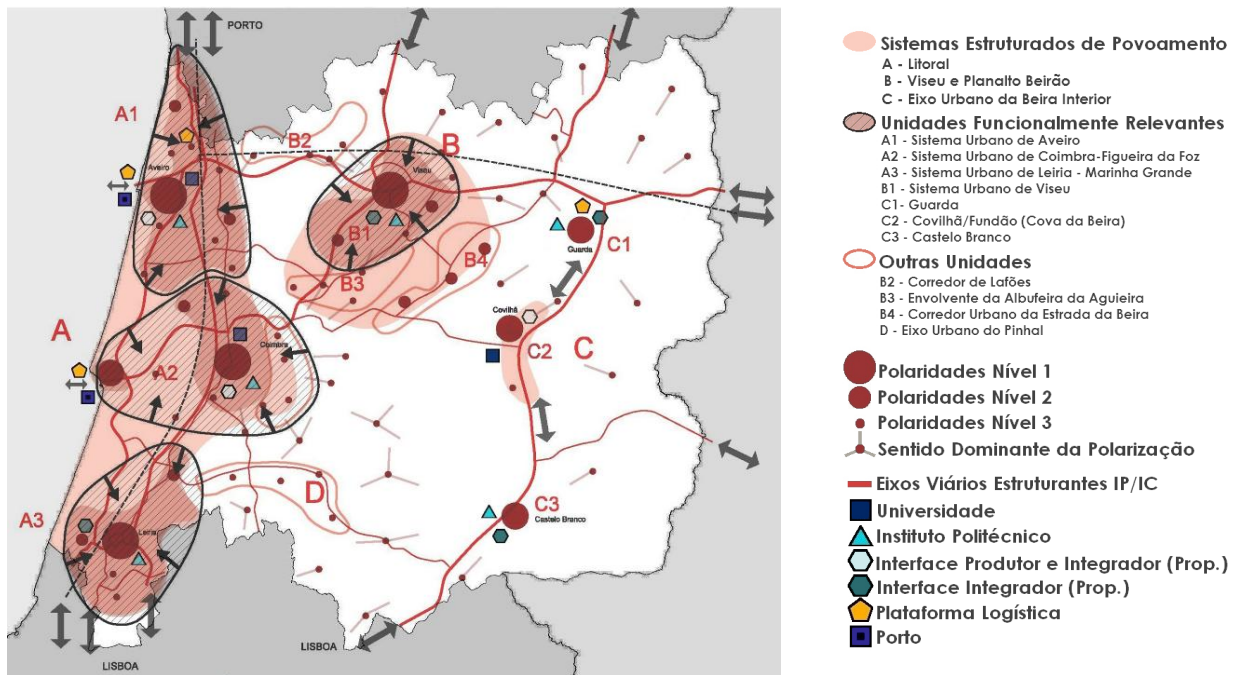 PORTO
A1
B2
B
Aveiro
Viseu
B1
C1
Guarda
B4
B3
A
Covilhã
C2
C
Coimbra
A2
D
A3
Leiria
C3
Castelo Branco
LISBOA
LISBOA
Sistemas Estruturados de Povoamento
A - Litoral
B - Viseu e Planalto Beirão
C - Eixo Urbano da Beira Interior
Unidades Funcionalmente Relevantes
A1 - Sistema Urbano de Aveiro
A2 - Sistema Urbano de Coimbra-Figueira da Foz
A3 - Sistema Urbano de Leiria - Marinha Grande
B1 - Sistema Urbano de Viseu
C1- Guarda
C2 - Covilhã/Fundão (Cova da Beira)
C3 - Castelo Branco
Outras Unidades
B2 - Corredor de Lafões
B3 - Envolvente da Albufeira da Aguieira
B4 - Corredor Urbano da Estrada da Beira
D - Eixo Urbano do Pinhal
Polaridades Nível 1
Polaridades Nível 2
Polaridades Nível 3
Sentido Dominante da Polarização
Eixos Viários Estruturantes IP/IC
Universidade
Instituto Politécnico
Interface Produtor e Integrador (Prop.)
Interface Integrador (Prop.)
Plataforma Logística
Porto